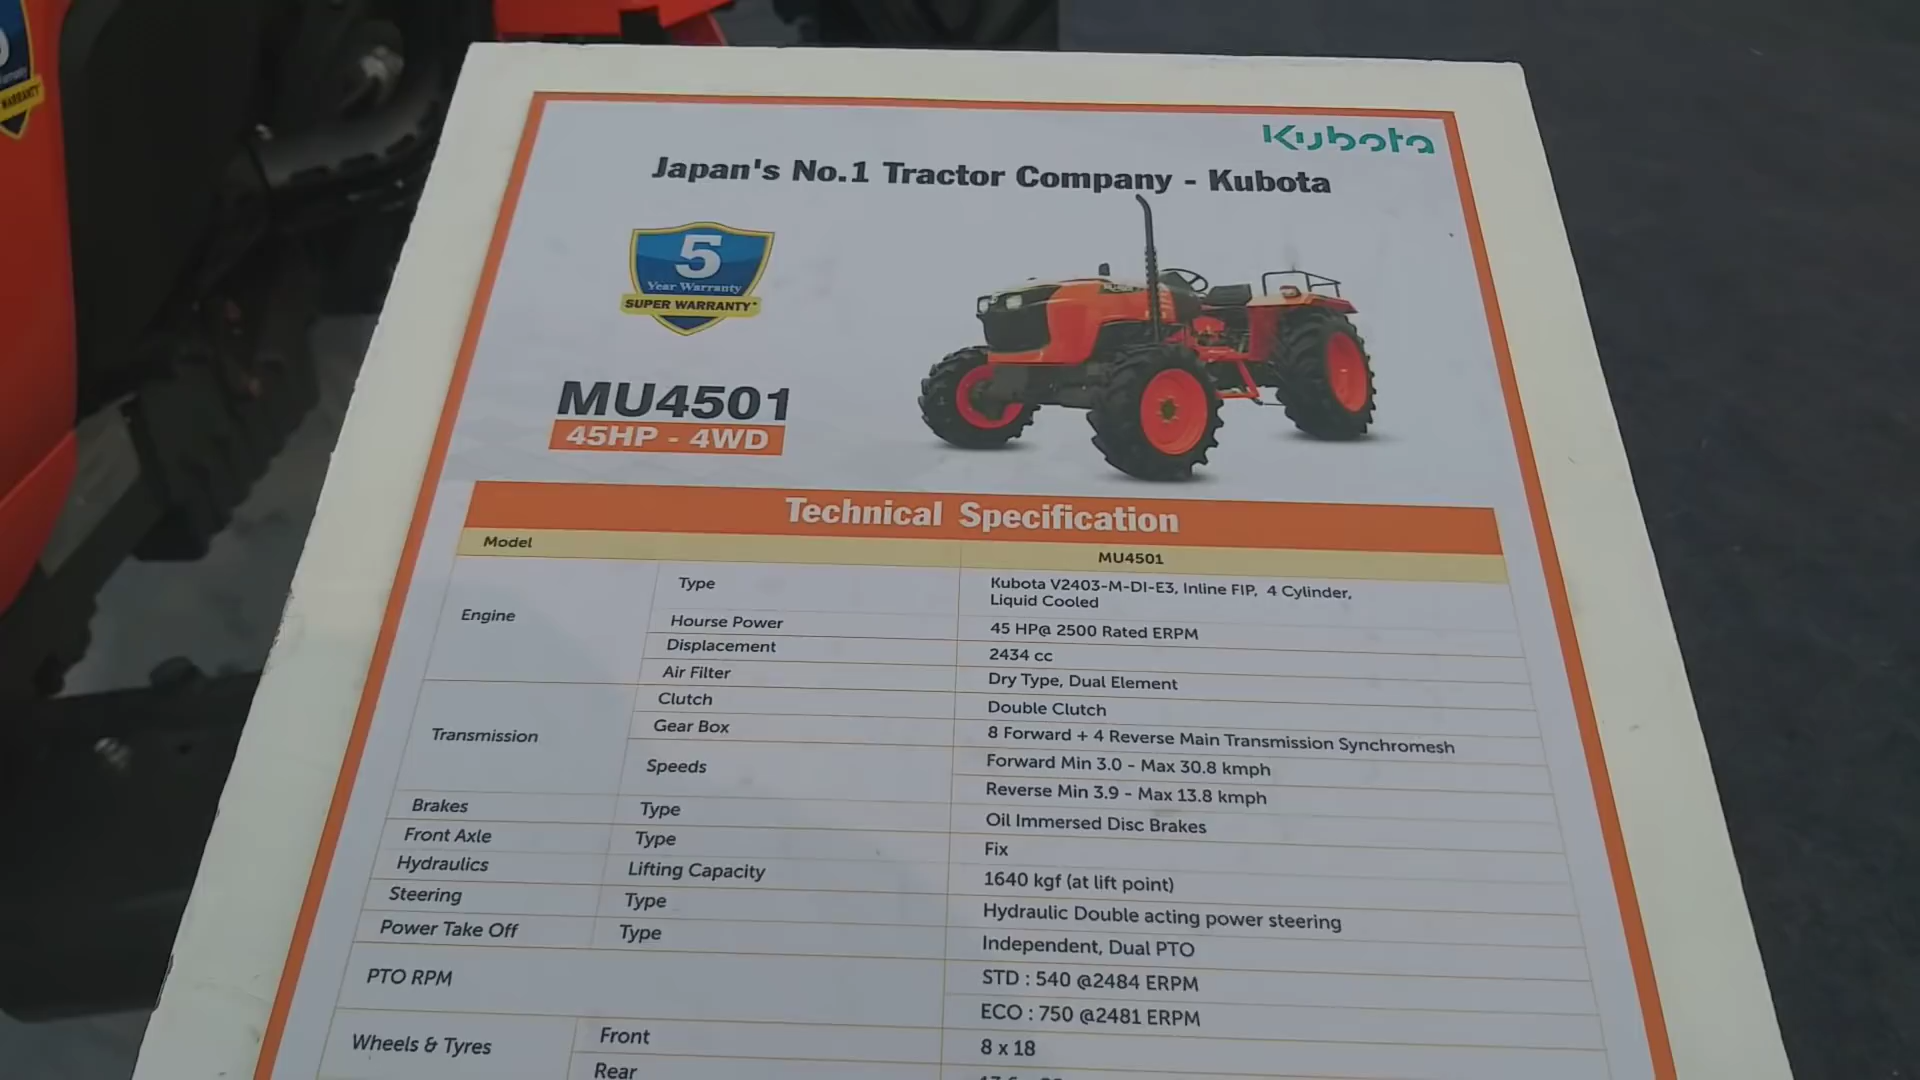 Kubota
Japan's No.1 Tractor Company - Kubota
5
Year Warranty
SUPER WARRANTY*
WARRANTY
MU4501
45HP - 4WD
Technical Specification
Model MU4501
Engine Type Kubota V2403-M-DI-E3, Inline FIP, 4 Cylinder,
Liquid Cooled
Hourse Power 45 HP@ 2500 Rated ERPM
Displacement 2434 cc
Air Filter Dry Type, Dual Element
Transmission Clutch Double Clutch
Gear Box 8 Forward + 4 Reverse Main Transmission Synchromesh
Speeds Forward Min 3.0 - Max 30.8 kmph
Reverse Min 3.9 - Max 13.8 kmph
Brakes Type Oil Immersed Disc Brakes
Front Axle Type Fix
Hydraulics Lifting Capacity 1640 kgf (at lift point)
Steering Type Hydraulic Double acting power steering
Power Take Off Type Independent, Dual PTO
PTO RPM STD : 540 @2484 ERPM
ECO : 750 @2481 ERPM
Wheels & Tyres Front 8 x 18
Rear